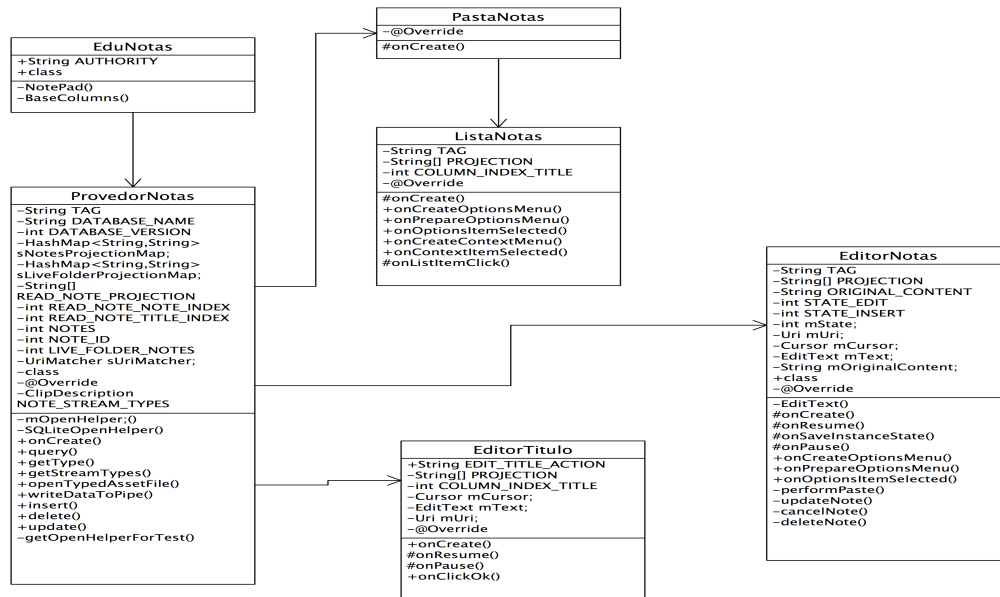 EduNotas
+String AUTHORITY
+class
-NotePad()
-BaseColumns()
ProvedorNotas
-String TAG
-String DATABASE_NAME
-int DATABASE_VERSION
-HashMap<String,String>
sNotesProjectionMap;
-HashMap<String,String>
sLiveFolderProjectionMap;
-String[]
READ_NOTE_PROJECTION
-int READ_NOTE_NOTE_INDEX
-int READ_NOTE_TITLE_INDEX
-int NOTES
-int NOTE_ID
-int LIVE_FOLDER_NOTES
-UriMatcher sUriMatcher;
-class
-@Override
-ClipDescription
NOTE_STREAM_TYPES
-mOpenHelper;()
-SQLiteOpenHelper()
+onCreate()
+query()
+getType()
+getStreamTypes()
+openTypedAssetFile()
+writeDataToPipe()
+insert()
+delete()
+update()
-getOpenHelperForTest()
PastaNotas
-@Override
#onCreate()
ListaNotas
-String TAG
-String[] PROJECTION
-int COLUMN_INDEX_TITLE
-@Override
#onCreate()
+onCreateOptionsMenu()
+onPrepareOptionsMenu()
+onOptionsItemSelected()
+onCreateContextMenu()
+onContextItemSelected()
#onListItemClick()
EditorTitulo
+String EDIT_TITLE_ACTION
-String[] PROJECTION
-int COLUMN_INDEX_TITLE
-Cursor mCursor;
-EditText mText;
-Uri mUri;
-@Override
+onCreate()
#onResume()
#onPause()
+onClickOk()
EditorNotas
-String TAG
-String[] PROJECTION
-String ORIGINAL_CONTENT
-int STATE_EDIT
-int STATE_INSERT
-int mState;
-Uri mUri;
-Cursor mCursor;
-EditText mText;
-String mOriginalContent;
+class
-@Override
-EditText()
#onCreate()
#onResume()
#onSaveInstanceState()
#onPause()
+onCreateOptionsMenu()
+onPrepareOptionsMenu()
+onOptionsItemSelected()
-performPaste()
-updateNote()
-cancelNote()
-deleteNote()